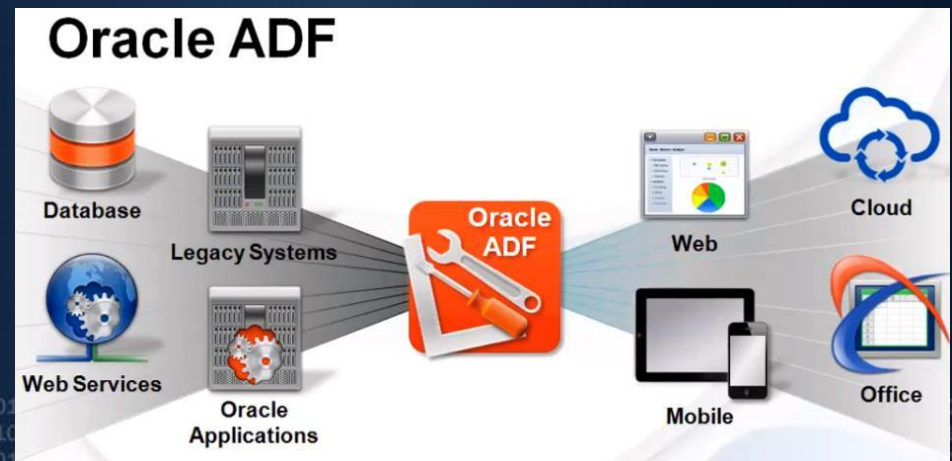 Oracle ADF
Database
Legacy Systems
Web Services
Oracle
Applications
Oracle
ADF
Web
Cloud
Mobile
Office